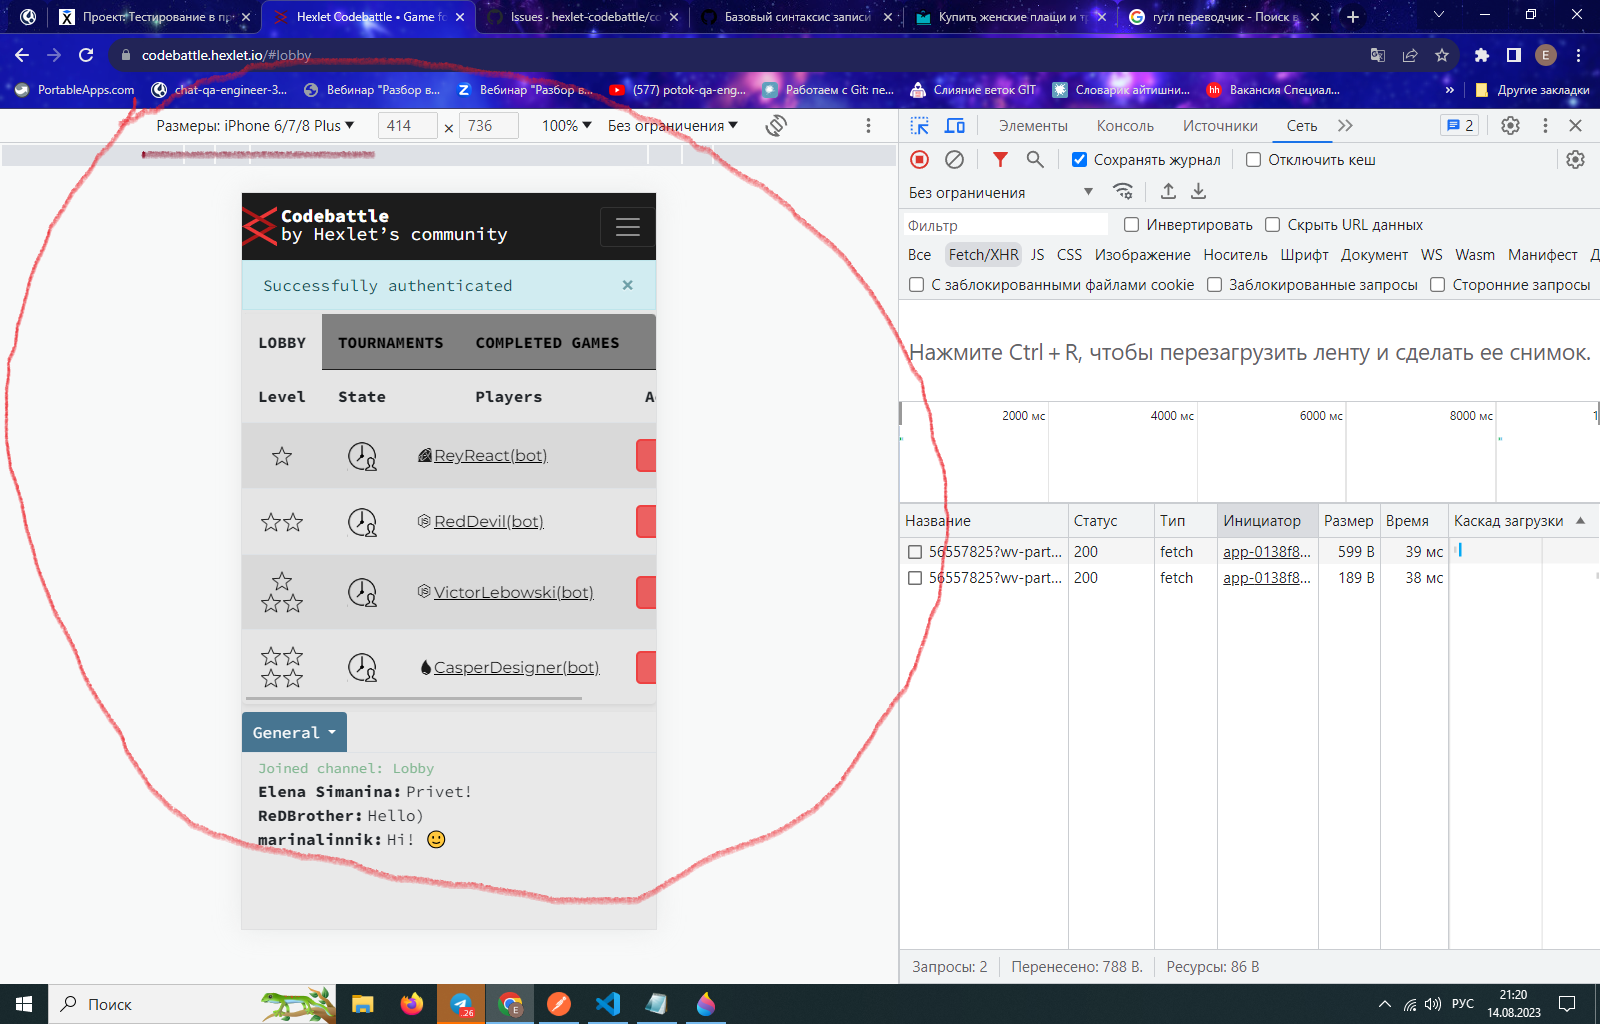 Проект: Тестирование в пр
Hexlet Codebattle • Game fo
Issues · hexlet-codebattle/co
Базовый синтаксис записи
Купить женские плащи и тр
гугл переводчик - Поиск в
codebattle.hexlet.io/#lobby
E
PortableApps.com
chat-qa-engineer-3...
Вебинар "Разбор в...
Вебинар "Разбор в...
(577) potok-qa-eng...
Работаем с Git: пе...
Слияние веток GIT
Словарик айтишни...
Вакансия Специал...
»
Другие закладки
Размеры: iPhone 6/7/8 Plus
414 × 736
100%
Без ограничения
Элементы
Консоль
Источники
Сеть
2
Сохранять журнал
Отключить кеш
Без ограничения
Фильтр
Инвертировать
Скрыть URL данных
Все Fetch/XHR JS CSS Изображение Носитель Шрифт Документ WS Wasm Манифест Д
С заблокированными файлами cookie
Заблокированные запросы
Сторонние запросы
Нажмите Ctrl + R, чтобы перезагрузить ленту и сделать ее снимок.
2000 мс 4000 мс 6000 мс 8000 мс 1
Название Статус Тип Инициатор Размер Время Каскад загрузки
56557825?wv-part... 200 fetch app-0138f8... 599 B 39 мс
56557825?wv-part... 200 fetch app-0138f8... 189 B 38 мс
Запросы: 2
Перенесено: 788 B.
Ресурсы: 86 B
Codebattle
by Hexlet's community
Successfully authenticated ×
LOBBY TOURNAMENTS COMPLETED GAMES
Level State Players A
ReyReact(bot)
RedDevil(bot)
VictorLebowski(bot)
CasperDesigner(bot)
General
Joined channel: Lobby
Elena Simanina: Privet!
ReDBrother: Hello)
marinalinnik: Hi! 🙂
Поиск
26
E
РУС
21:20
14.08.2023